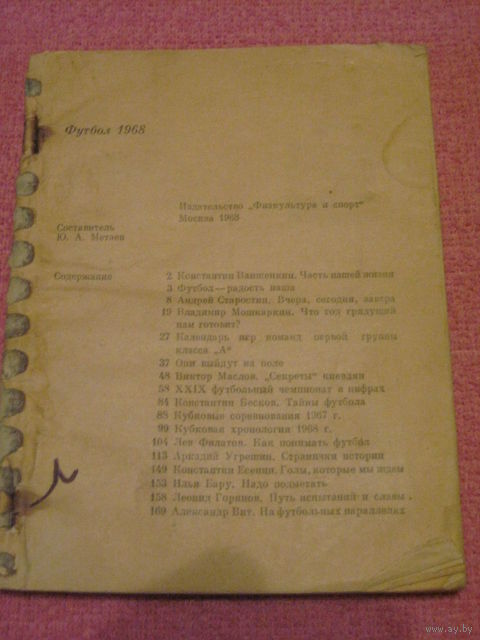 Футбол 1968
Издательство „Физкультура и спорт“
Москва 1968
Составитель
Ю. А. Метаев
Содержание
2 Константин Ваншенкин. Часть нашей жизни
3 Футбол — радость наша
8 Андрей Старостин. Вчера, сегодня, завтра
19 Владимир Мошкаркин. Что год грядущий
нам готовит?
27 Календарь игр команд первой группы
класса „А“
37 Они выйдут на поле
48 Виктор Маслов. „Секреты“ киевлян
58 XXIX футбольный чемпионат в цифрах
84 Константин Бесков. Тайны футбола
88 Кубковые соревнования 1967 г.
99 Кубковая хронология 1968 г.
104 Лев Филатов. Как понимать футбол
113 Аркадий Угрешин. Странички истории
149 Константин Есенин. Голы, которые мы ждем
153 Илья Бару. Надо подметать
158 Леонид Горянов. Путь испытаний и славы
169 Александр Вит. На футбольных параллелях
www.ay.by